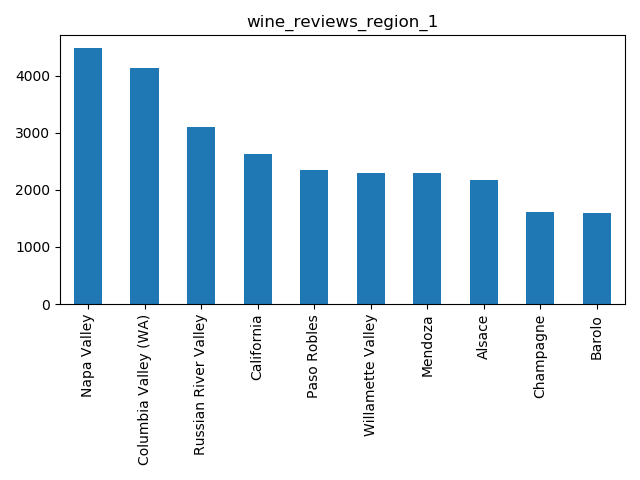 wine_reviews_region_1
4000
3000
2000
1000
0
Napa Valley
Columbia Valley (WA)
Russian River Valley
California
Paso Robles
Willamette Valley
Mendoza
Alsace
Champagne
Barolo